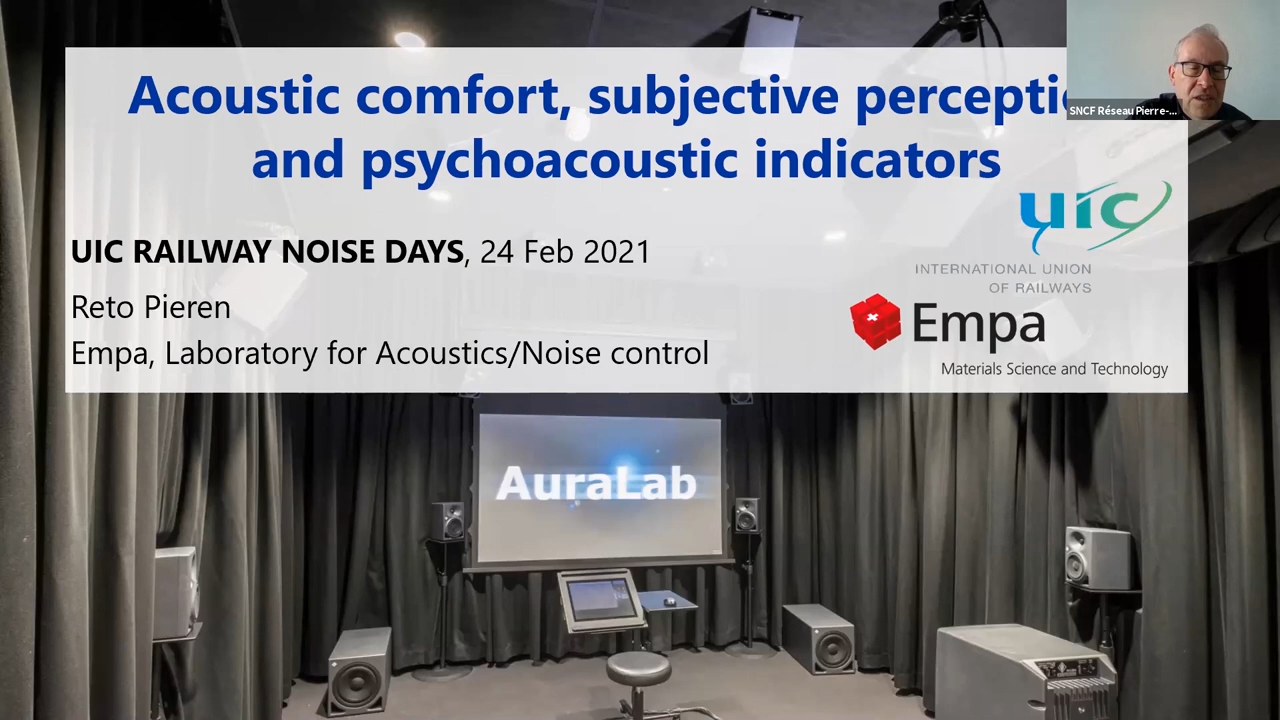 Acoustic comfort, subjective
and psychoacoustic indicators
SNCF Réseau Pierre-...
UIC RAILWAY NOISE DAYS, 24 Feb 2021
uic
INTERNATIONAL UNION
OF RAILWAYS
Reto Pieren
Empa
Empa, Laboratory for Acoustics/Noise control
Materials Science and Technology
AuraLab